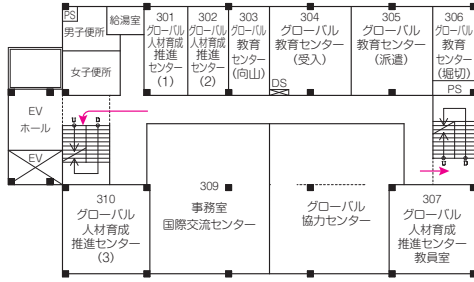 PS
男子便所
給湯室
女子便所
301
グローバル
人材育成
推進
センター
(1)
302
グローバル
人材育成
推進
センター
(2)
303
グローバル
教育
センター
(向山)
304
グローバル
教育センター
(受入)
DS
305
グローバル
教育センター
(派遣)
306
グローバル
教育
センター
(堀切)
PS
EV
ホール
EV
U
D
U
D
310
グローバル
人材育成
推進センター
(3)
309
事務室
国際交流センター
グローバル
協力センター
307
グローバル
人材育成
推進センター
教員室